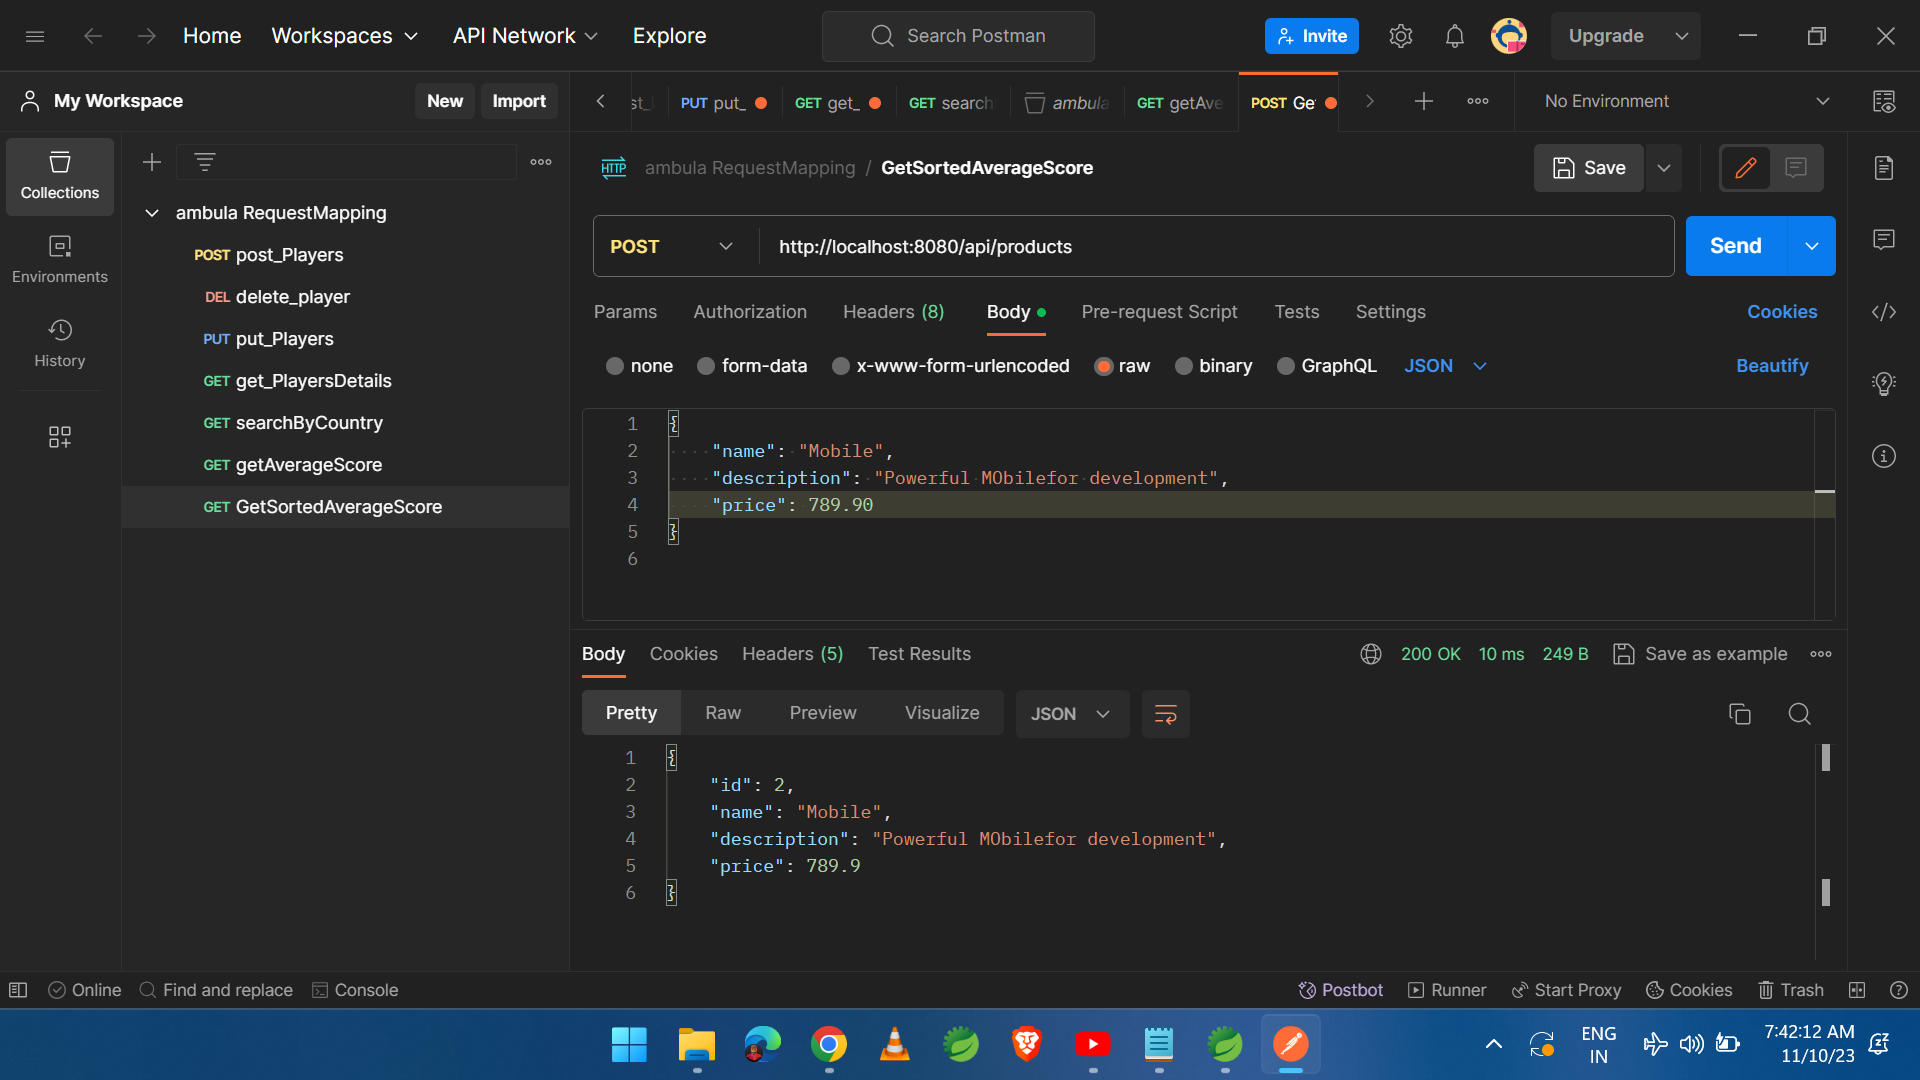 Home Workspaces API Network Explore Search Postman Invite Upgrade
My Workspace New Import
PUT put_ GET get_ GET search ambula GET getAve POST Ge No Environment
Collections
Environments
History
ambula RequestMapping
POST post_Players
DEL delete_player
PUT put_Players
GET get_PlayersDetails
GET searchByCountry
GET getAverageScore
GET GetSortedAverageScore
HTTP ambula RequestMapping / GetSortedAverageScore Save
POST http://localhost:8080/api/products Send
Params Authorization Headers (8) Body Pre-request Script Tests Settings Cookies
none form-data x-www-form-urlencoded raw binary GraphQL JSON Beautify
1 {
2 "name": "Mobile",
3 "description": "Powerful MObilefor development",
4 "price": 789.90
5 }
6
Body Cookies Headers (5) Test Results 200 OK 10 ms 249 B Save as example
Pretty Raw Preview Visualize JSON
1 {
2 "id": 2,
3 "name": "Mobile",
4 "description": "Powerful MObilefor development",
5 "price": 789.9
6 }
Online Find and replace Console Postbot Runner Start Proxy Cookies Trash
ENG
IN
7:42:12 AM
11/10/23